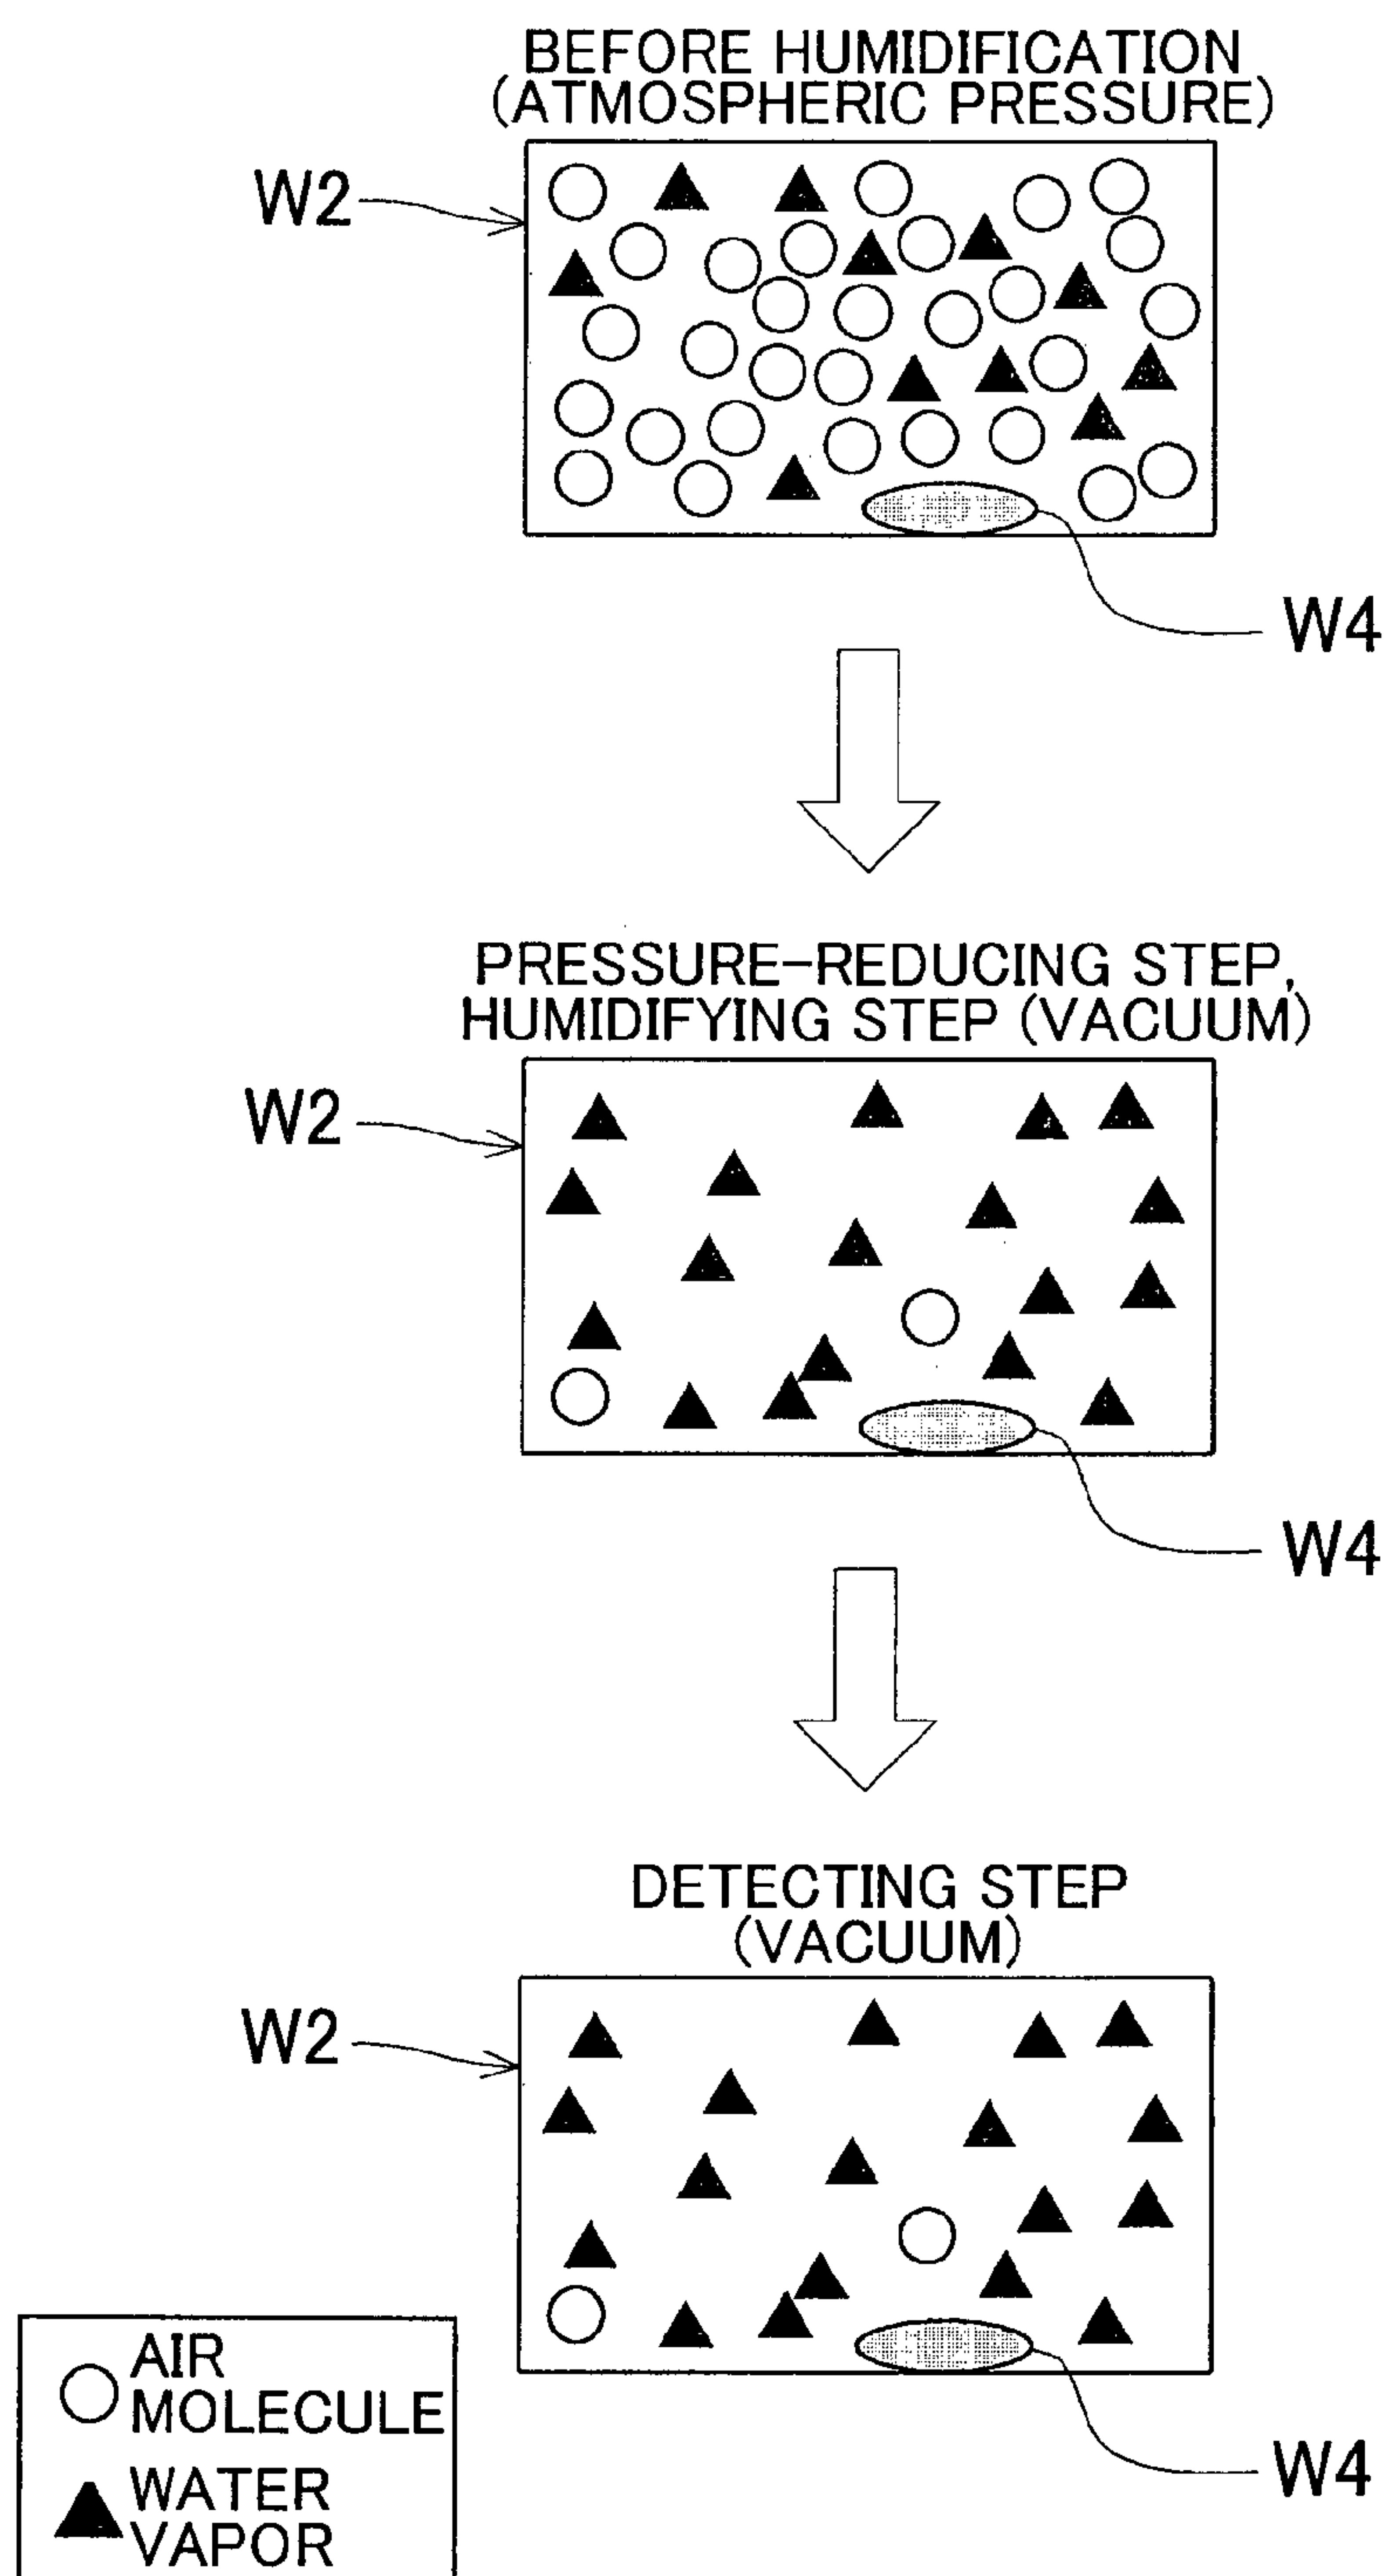 BEFORE HUMIDIFICATION
(ATMOSPHERIC PRESSURE)
W2
W4
PRESSURE-REDUCING STEP,
HUMIDIFYING STEP (VACUUM)
W2
W4
DETECTING STEP
(VACUUM)
W2
W4
AIR
MOLECULE
WATER
VAPOR